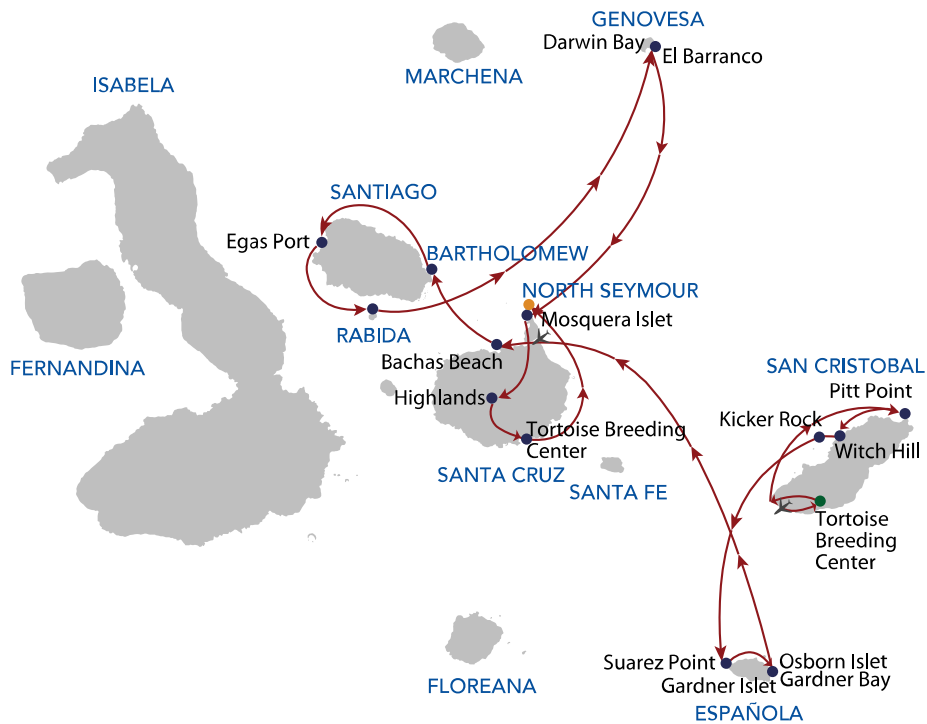 GENOVESA
Darwin Bay
El Barranco
MARCHENA
ISABELA
SANTIAGO
Egas Port
BARTHOLOMEW
NORTH SEYMOUR
Mosquera Islet
RABIDA
FERNANDINA
Bachas Beach
SAN CRISTOBAL
Pitt Point
Highlands
Kicker Rock
Tortoise Breeding
Center
Witch Hill
SANTA CRUZ
SANTA FE
Tortoise
Breeding
Center
Suarez Point
Osborn Islet
Gardner Islet
Gardner Bay
FLOREANA
ESPAÑOLA